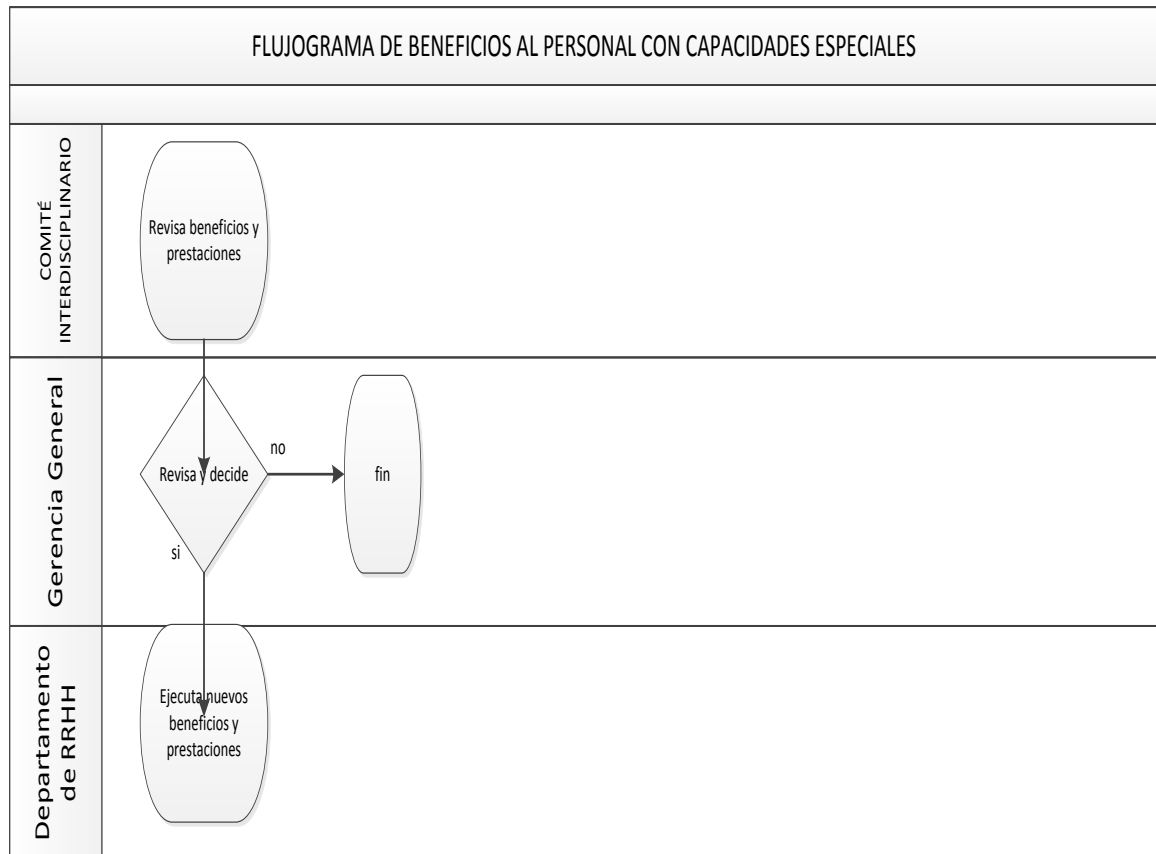 FLUJOGRAMA DE BENEFICIOS AL PERSONAL CON CAPACIDADES ESPECIALES
COMITÉ
INTERDISCIPLINARIO
Revisa beneficios y
prestaciones
Gerencia General
Revisa y decide
no
fin
si
Departamento
de RRHH
Ejecuta nuevos
beneficios y
prestaciones